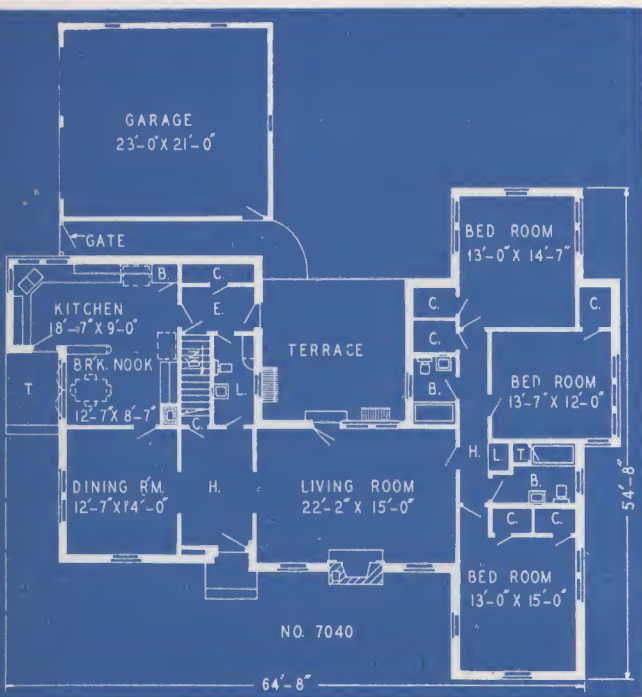 GARAGE
23'-0" X 21'-0"
GATE
B.
C.
KITCHEN
18'-7" X 9'-0"
E.
BED ROOM
13'-0" X 14'-7"
C.
C.
C.
TERRACE
BR'K. NOOK
12'-7" X 8'-7"
T.
DN.
L.
C.
B.
BED ROOM
13'-7" X 12'-0"
DINING R'M.
12'-7" X 14'-0"
H.
LIVING ROOM
22'-2" X 15'-0"
H.
L.
T.
B.
C.
C.
BED ROOM
13'-0" X 15'-0"
54'-8"
NO. 7040
64'-8"